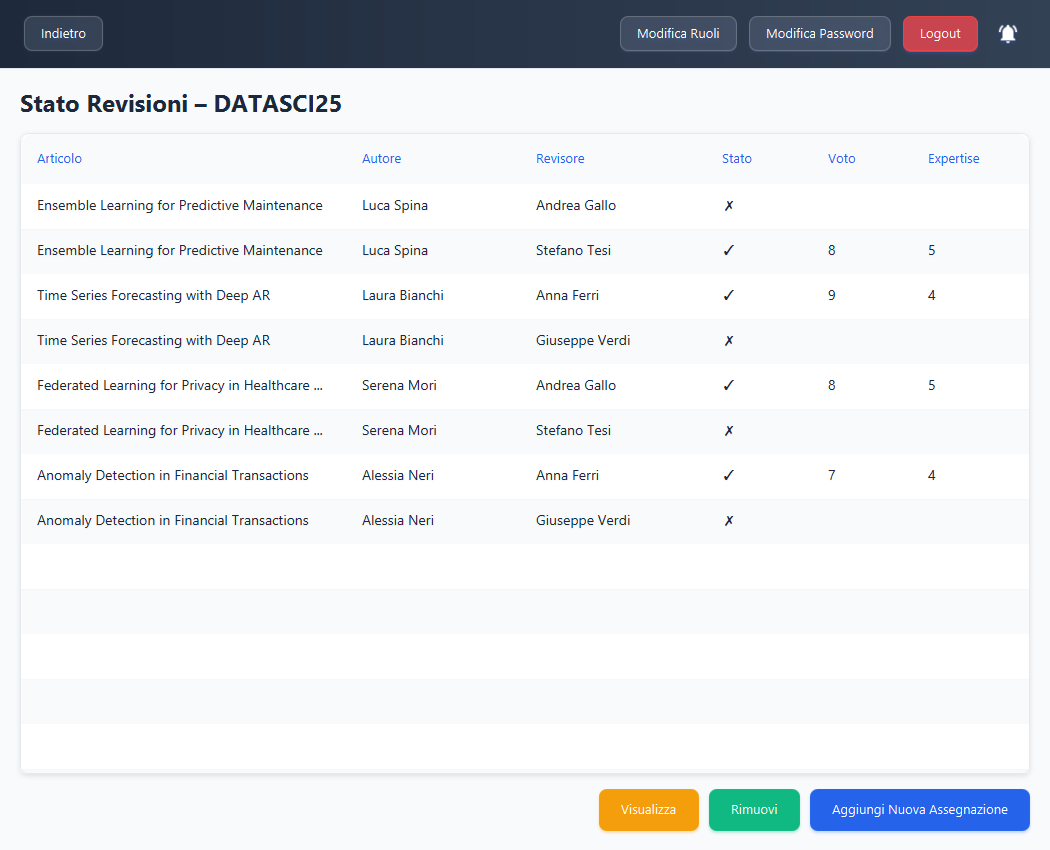 Indietro Modifica Ruoli Modifica Password Logout
Stato Revisioni – DATASCI25
Articolo Autore Revisore Stato Voto Expertise
Ensemble Learning for Predictive Maintenance Luca Spina Andrea Gallo ✗
Ensemble Learning for Predictive Maintenance Luca Spina Stefano Tesi ✓ 8 5
Time Series Forecasting with Deep AR Laura Bianchi Anna Ferri ✓ 9 4
Time Series Forecasting with Deep AR Laura Bianchi Giuseppe Verdi ✗
Federated Learning for Privacy in Healthcare ... Serena Mori Andrea Gallo ✓ 8 5
Federated Learning for Privacy in Healthcare ... Serena Mori Stefano Tesi ✗
Anomaly Detection in Financial Transactions Alessia Neri Anna Ferri ✓ 7 4
Anomaly Detection in Financial Transactions Alessia Neri Giuseppe Verdi ✗
Visualizza Rimuovi Aggiungi Nuova Assegnazione